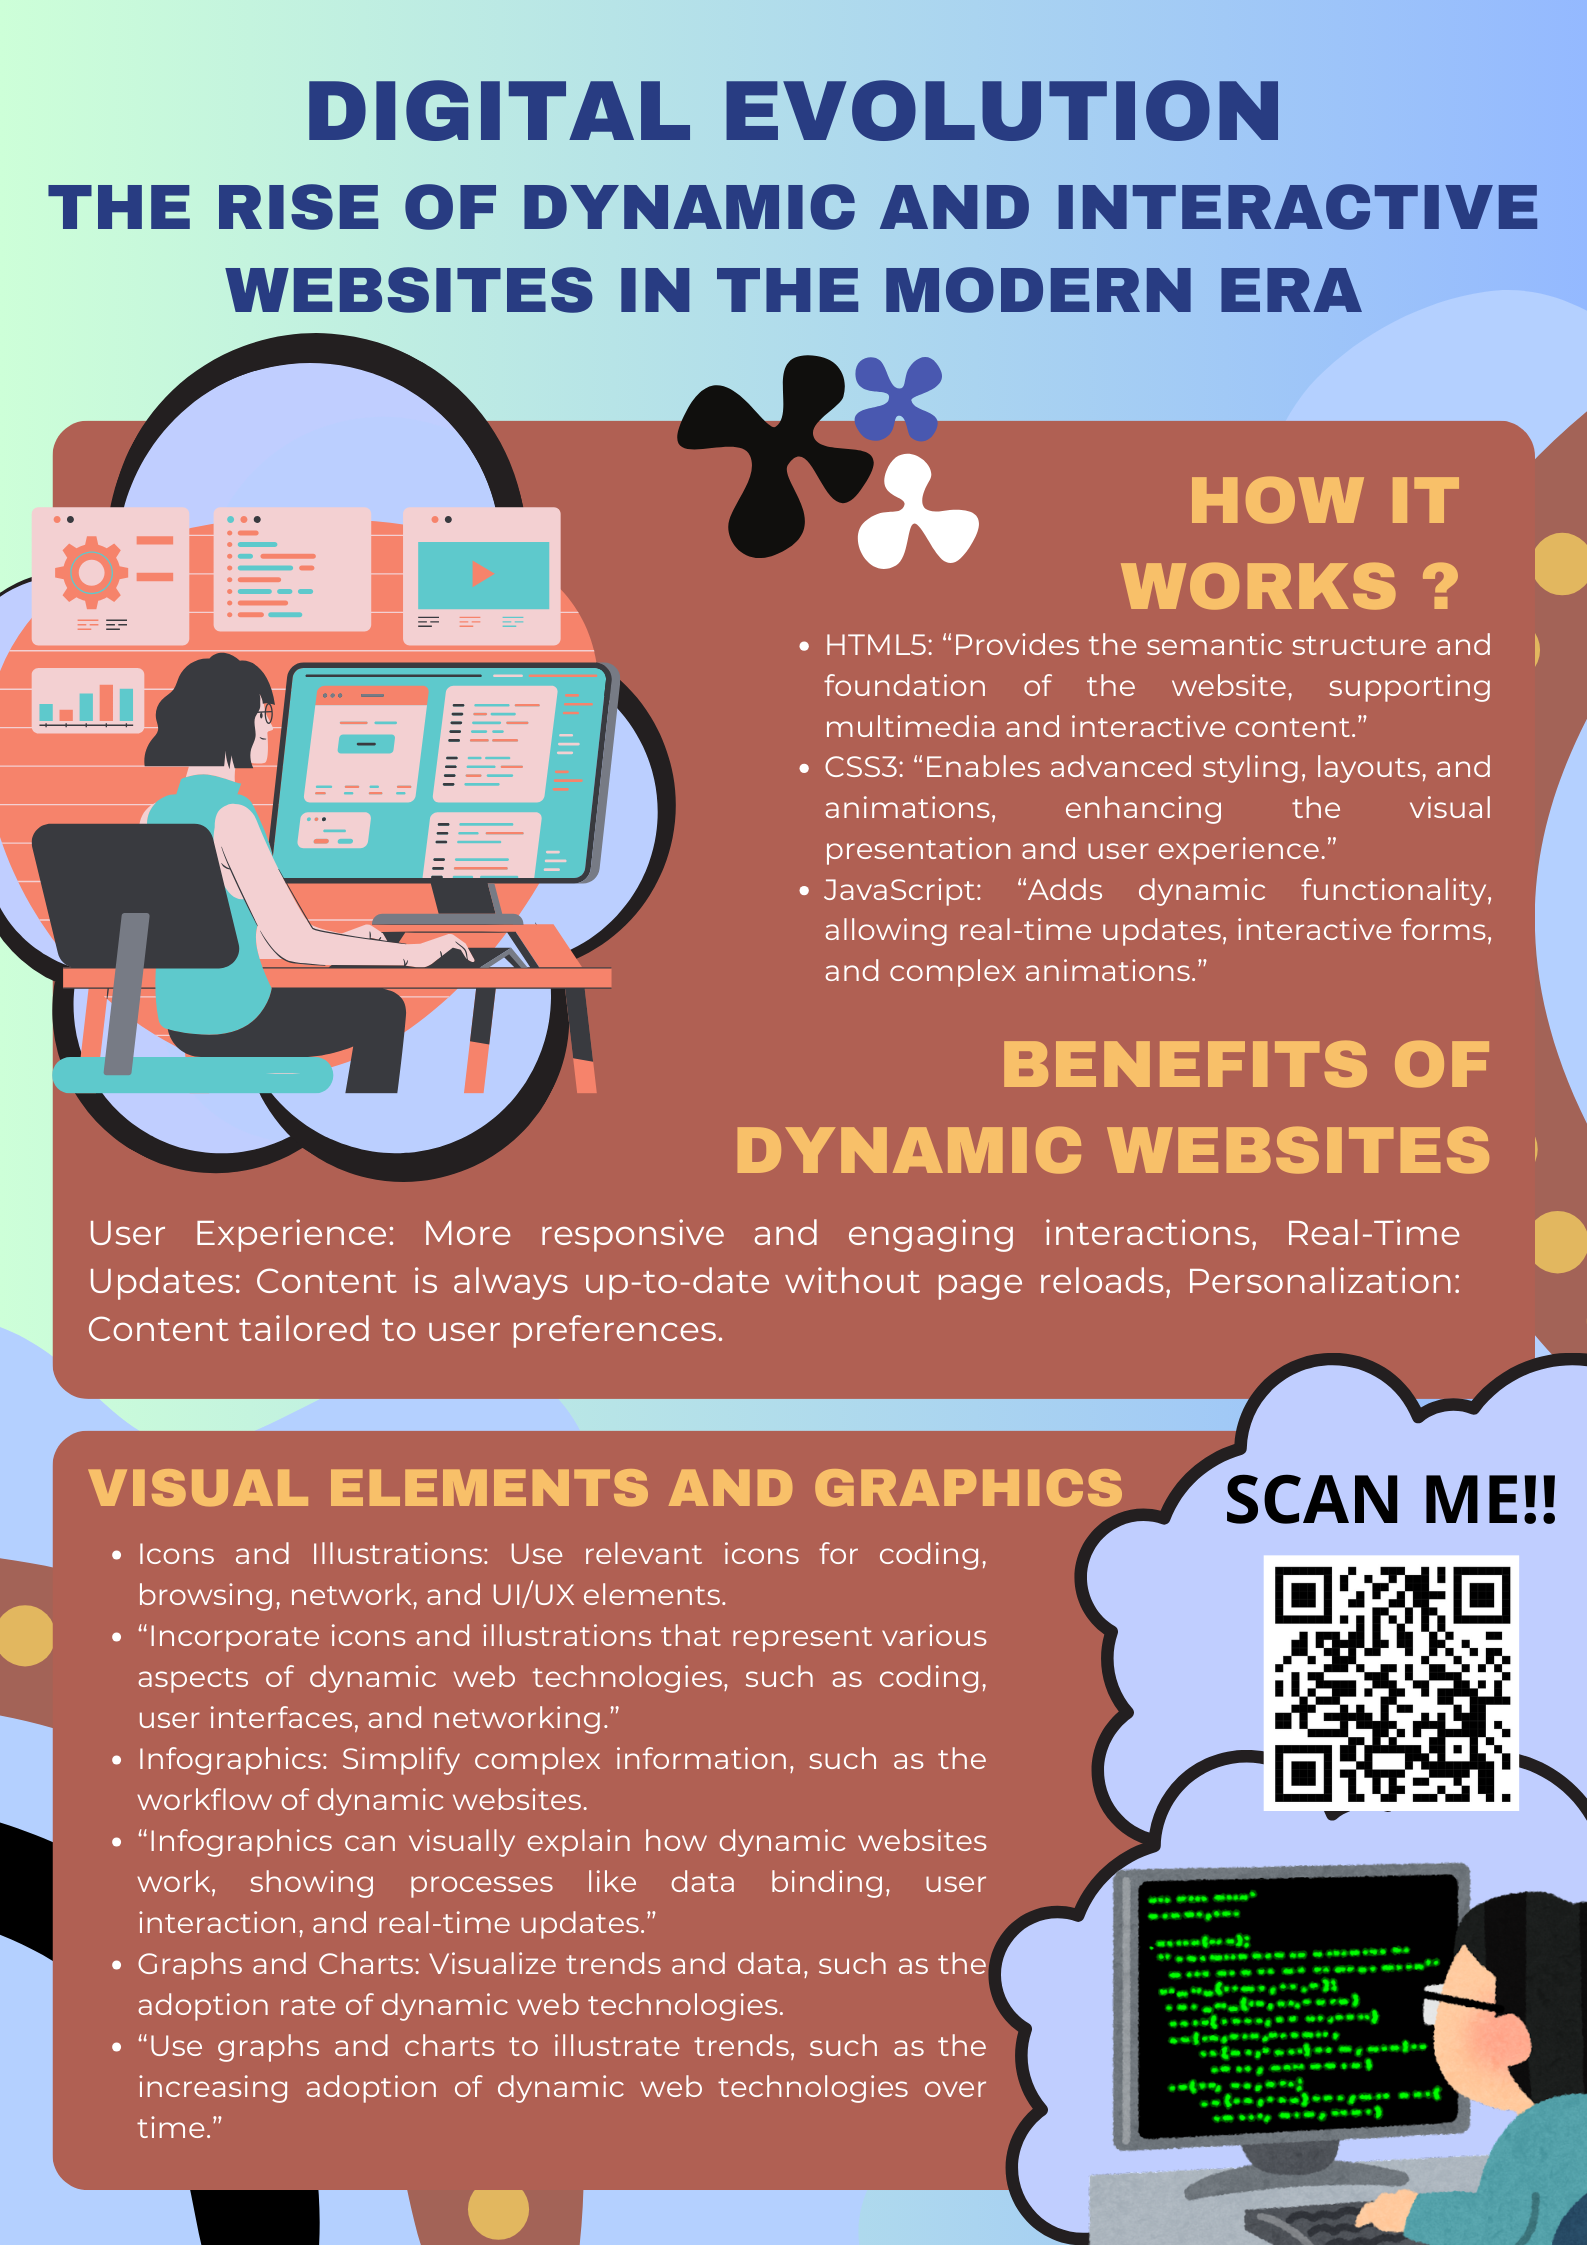 DIGITAL EVOLUTION
THE RISE OF DYNAMIC AND INTERACTIVE
WEBSITES IN THE MODERN ERA
HOW IT
WORKS ?
• HTML5: “Provides the semantic structure and
foundation of the website, supporting
multimedia and interactive content.”
• CSS3: “Enables advanced styling, layouts, and
animations, enhancing the visual
presentation and user experience.”
• JavaScript: “Adds dynamic functionality,
allowing real-time updates, interactive forms,
and complex animations.”
BENEFITS OF
DYNAMIC WEBSITES
User Experience: More responsive and engaging interactions, Real-Time
Updates: Content is always up-to-date without page reloads, Personalization:
Content tailored to user preferences.
VISUAL ELEMENTS AND GRAPHICS
• Icons and Illustrations: Use relevant icons for coding,
browsing, network, and UI/UX elements.
• “Incorporate icons and illustrations that represent various
aspects of dynamic web technologies, such as coding,
user interfaces, and networking.”
• Infographics: Simplify complex information, such as the
workflow of dynamic websites.
• “Infographics can visually explain how dynamic websites
work, showing processes like data binding, user
interaction, and real-time updates.”
• Graphs and Charts: Visualize trends and data, such as the
adoption rate of dynamic web technologies.
• “Use graphs and charts to illustrate trends, such as the
increasing adoption of dynamic web technologies over
time.”
SCAN ME!!